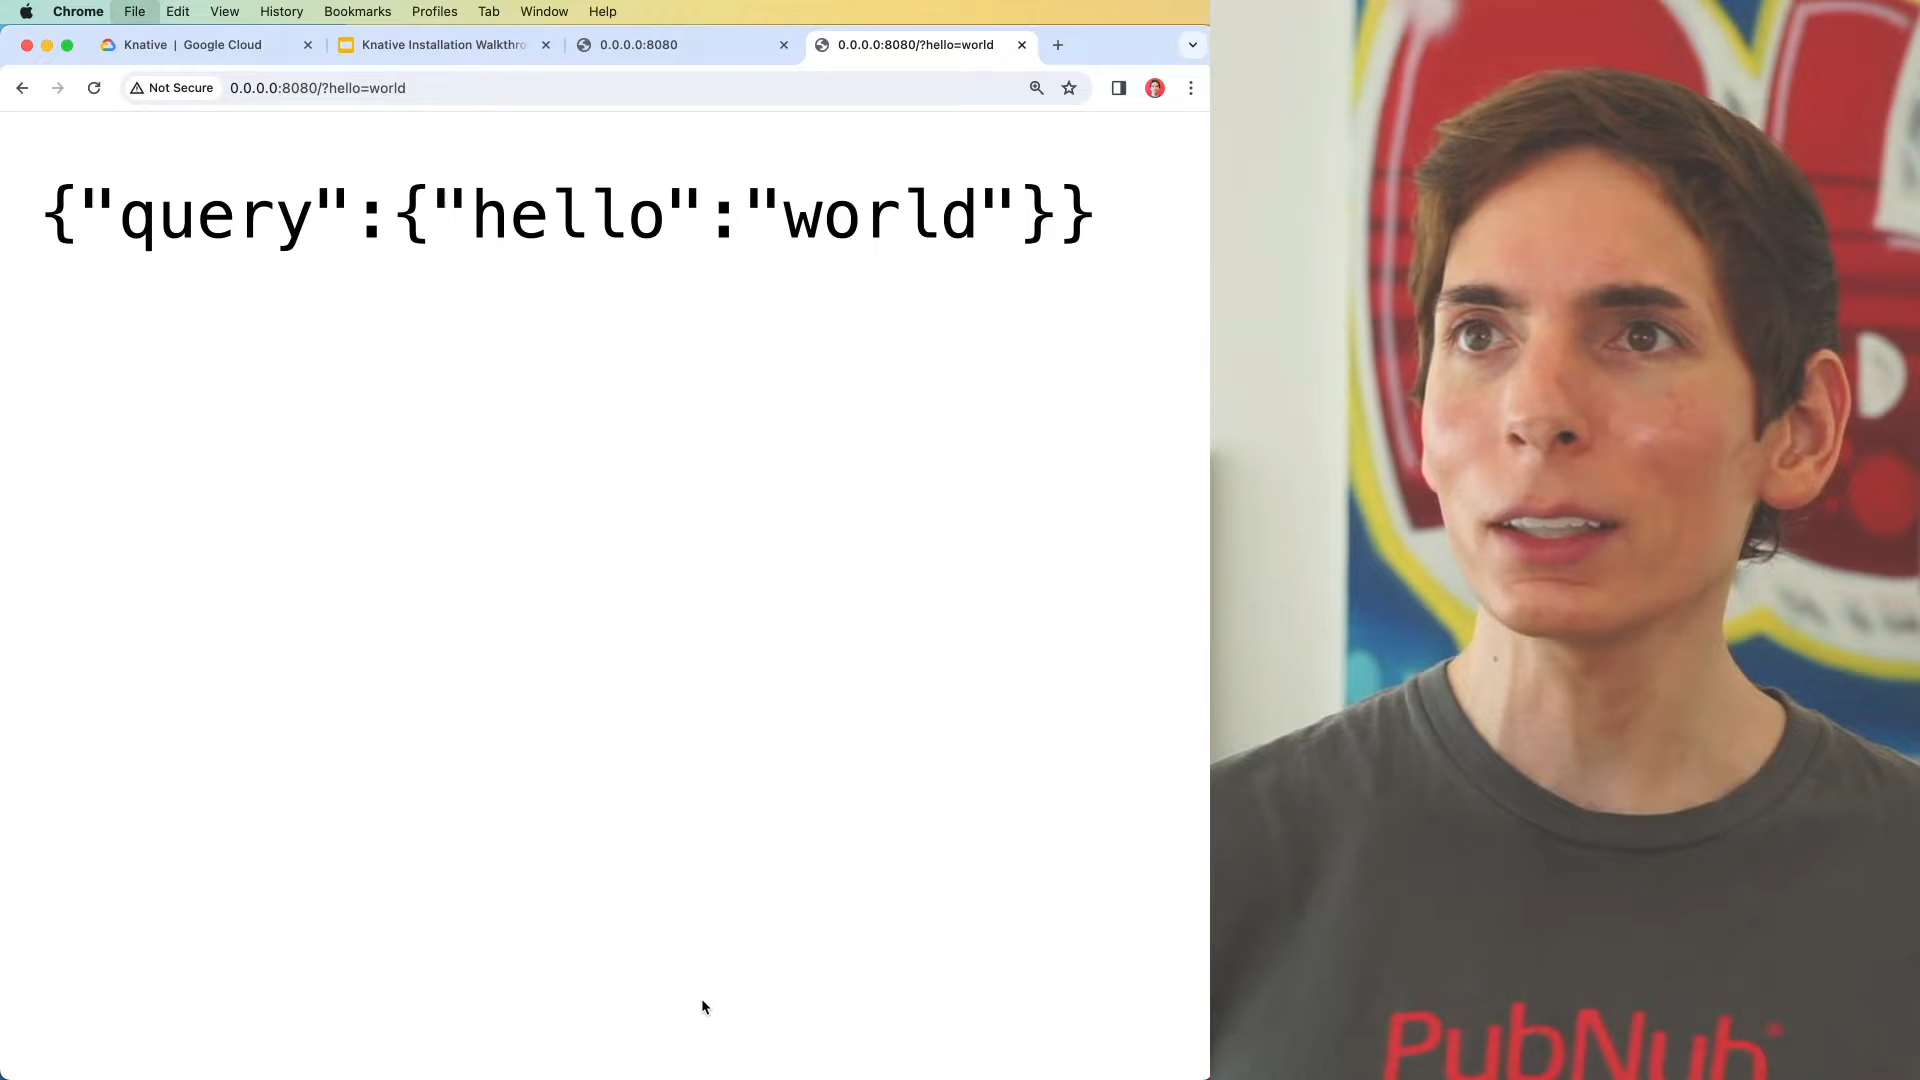 Chrome File Edit View History Bookmarks Profiles Tab Window Help
Knative | Google Cloud
Knative Installation Walkthro
0.0.0.0:8080
0.0.0.0:8080/?hello=world
Not Secure
0.0.0.0:8080/?hello=world
{"query":{"hello":"world"}}
PubNub